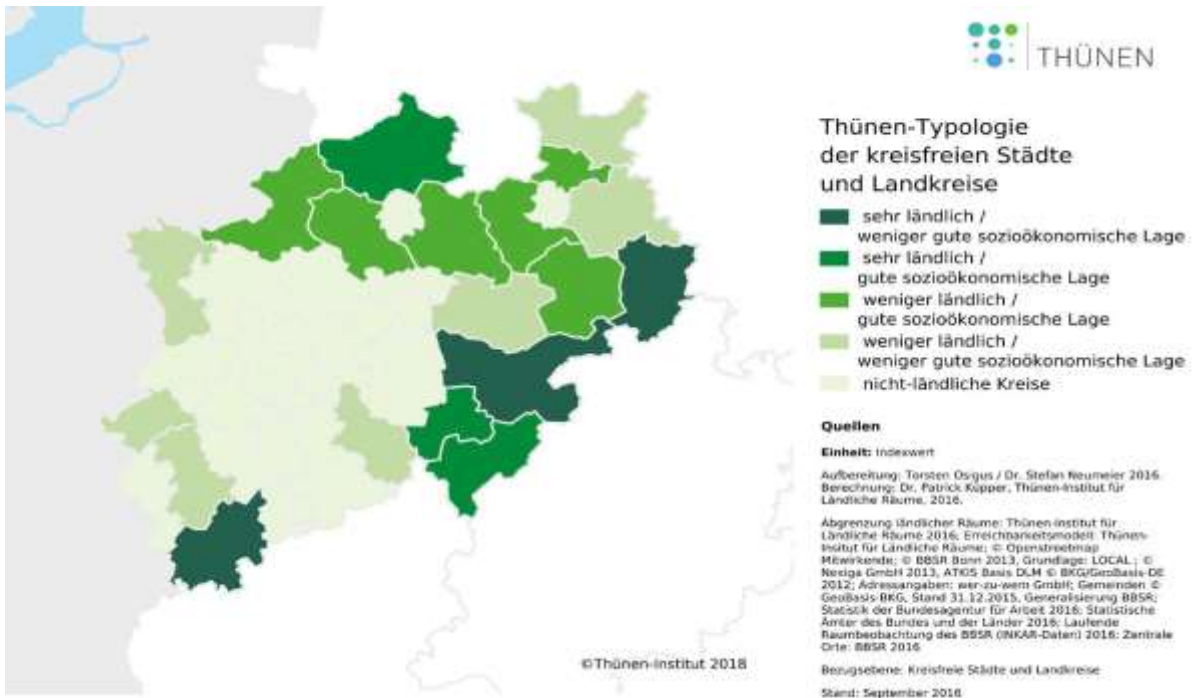 THÜNEN
Thünen-Typologie
der kreisfreien Städte
und Landkreise
sehr ländlich /
weniger gute sozioökonomische Lage
sehr ländlich /
gute sozioökonomische Lage
weniger ländlich /
gute sozioökonomische Lage
weniger ländlich /
weniger gute sozioökonomische Lage
nicht-ländliche Kreise
Quellen
Einheit: Indexwert
Aufbereitung: Torsten Osigus / Dr. Stefan Neumeier 2016.
Berechnung: Dr. Patrick Küpper, Thünen-Institut für
Ländliche Räume, 2016.
Abgrenzung ländlicher Räume: Thünen-Institut für
Ländliche Räume 2016; Erreichbarkeitsmodell: Thünen-
Insitut für Ländliche Räume; © Openstreetmap
Mitwirkende; © BBSR Bonn 2013, Grundlage: LOCAL; ©
Nexiga GmbH 2013, ATKIS Basis DLM © BKG/GeoBasis-DE
2012; Adressangaben: wer-zu-wem GmbH; Gemeinden ©
GeoBasis-BKG, Stand 31.12.2015, Generalisierung BBSR;
Statistik der Bundesagentur für Arbeit 2016; Statistische
Ämter des Bundes und der Länder 2016; Laufende
Raumbeobachtung des BBSR (INKAR-Daten) 2016; Zentrale
Orte: BBSR 2016
Bezugsebene: Kreisfreie Städte und Landkreise
Stand: September 2016
©Thünen-Institut 2018